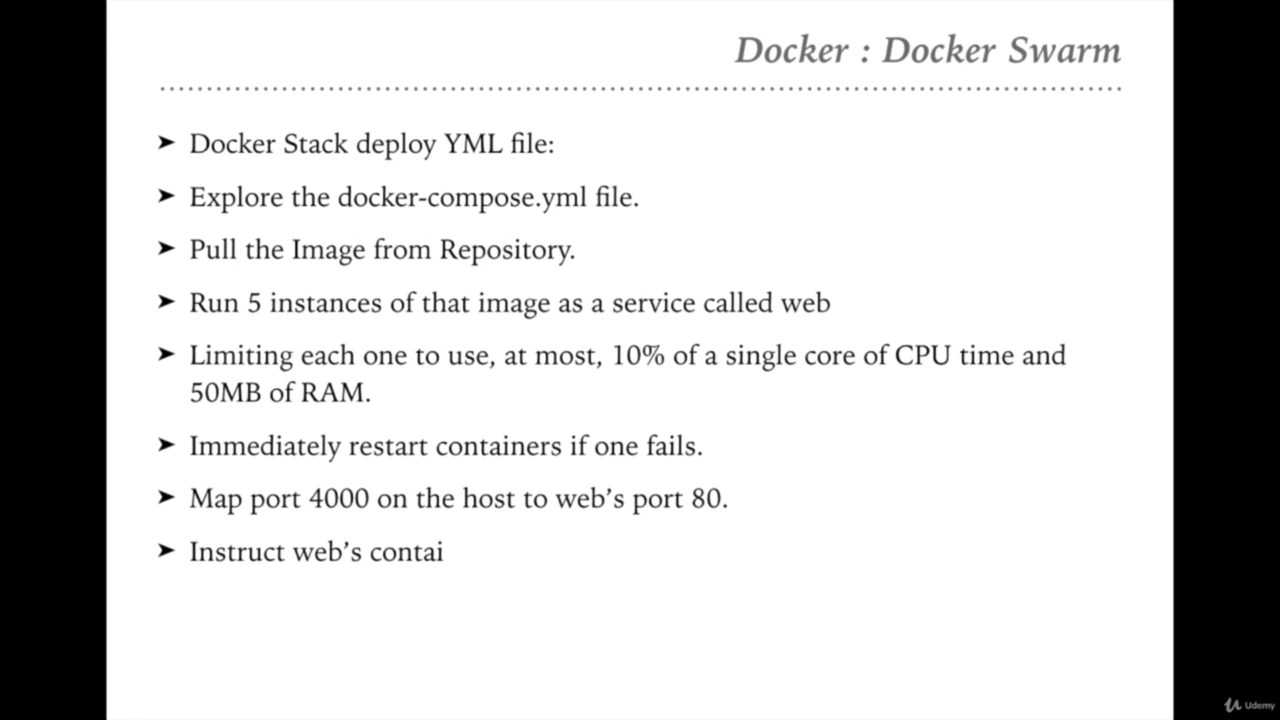 Docker : Docker Swarm
➤ Docker Stack deploy YML file:
➤ Explore the docker-compose.yml file.
➤ Pull the Image from Repository.
➤ Run 5 instances of that image as a service called web
➤ Limiting each one to use, at most, 10% of a single core of CPU time and
50MB of RAM.
➤ Immediately restart containers if one fails.
➤ Map port 4000 on the host to web’s port 80.
➤ Instruct web’s contai
Udemy